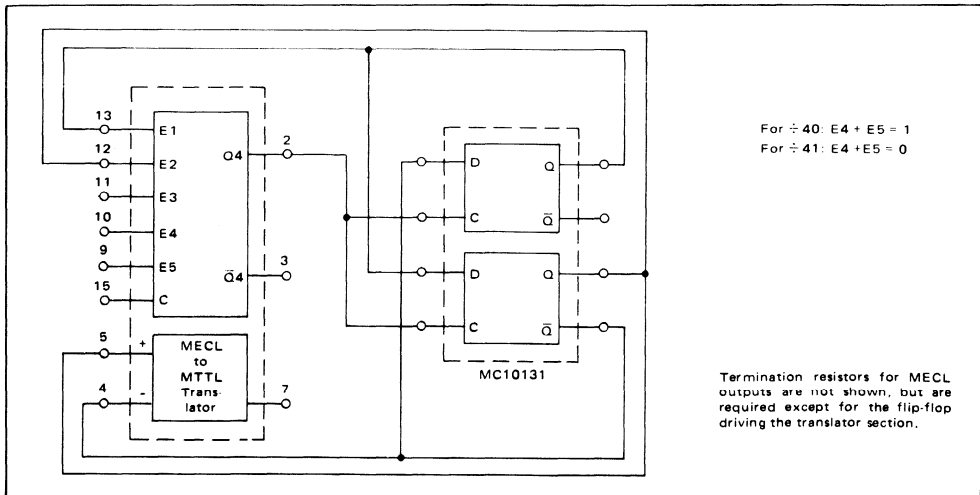 13
E1
12
E2
11
E3
10
E4
9
E5
15
C
Q4
2
Q̅4
3
5
+
4
-
MECL
to
MTTL
Trans-
lator
7
D
Q
C
Q̅
D
Q
C
Q̅
MC10131
For ÷ 40: E4 + E5 = 1
For ÷ 41: E4 +E5 = 0
Termination resistors for MECL
outputs are not shown, but are
required except for the flip-flop
driving the translator section.